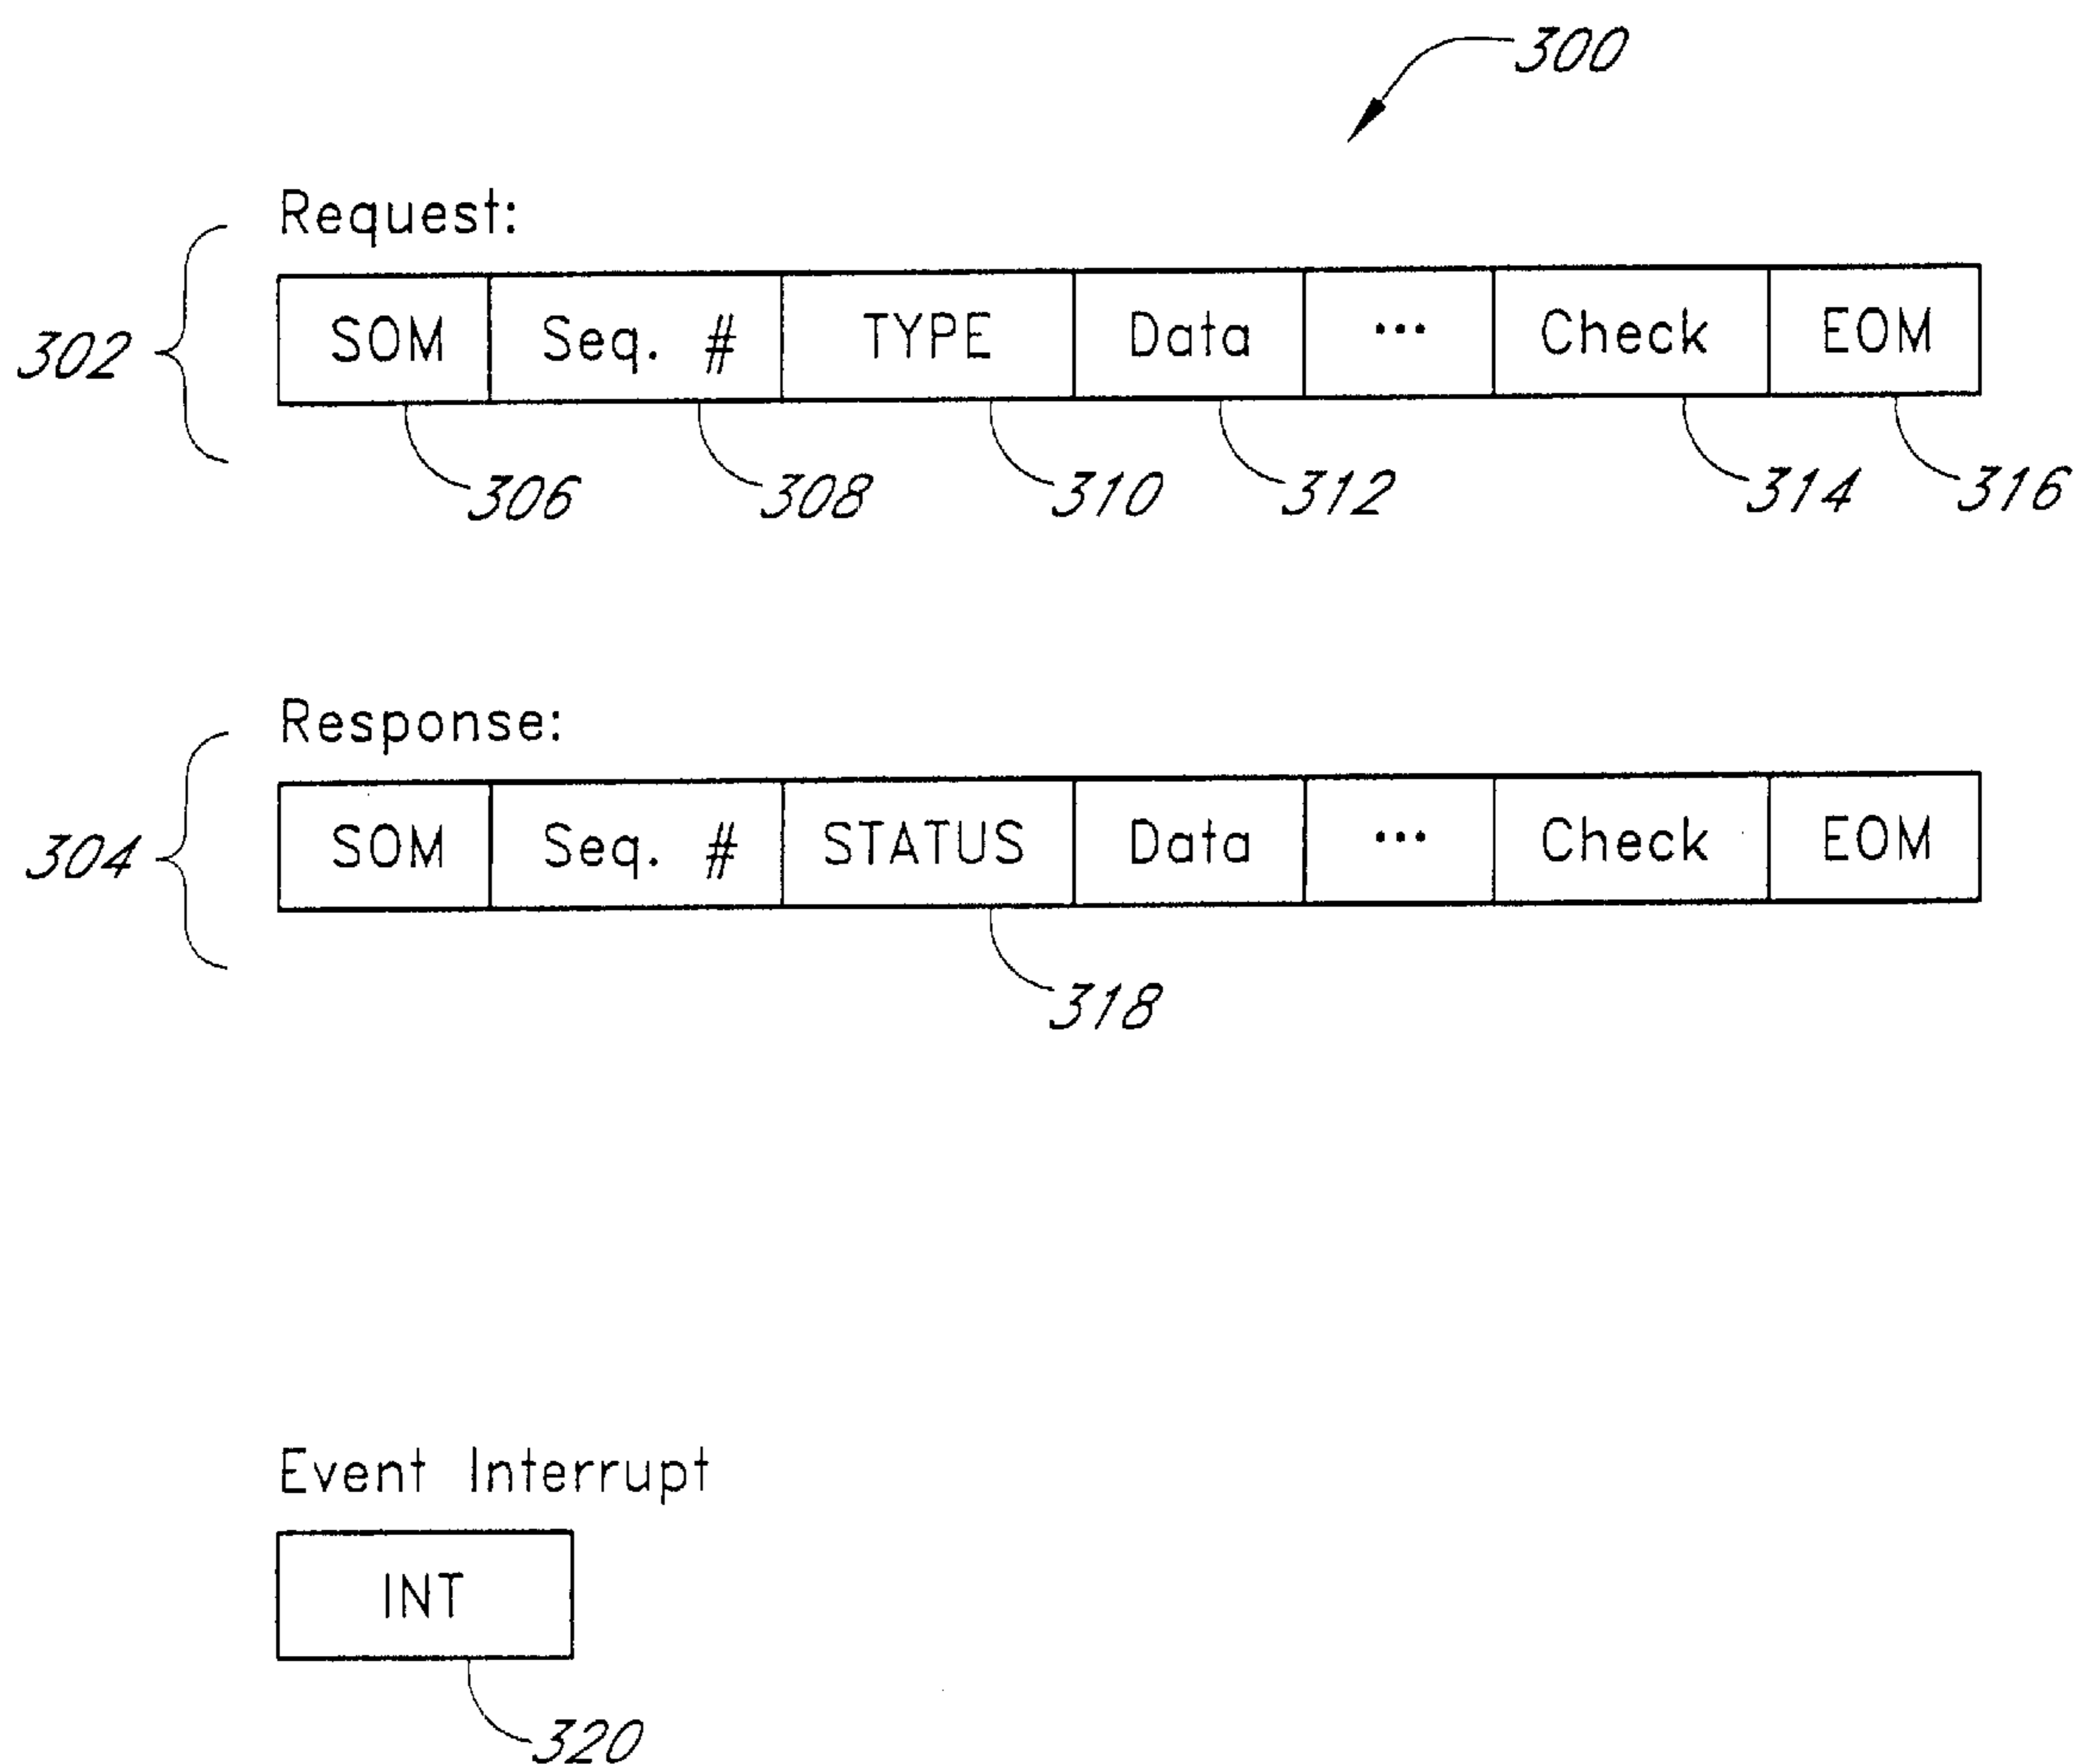 300
Request:
302
SOM Seq. # TYPE Data ... Check EOM
306 308 310 312 314 316
Response:
304
SOM Seq. # STATUS Data ... Check EOM
318
Event Interrupt
INT
320